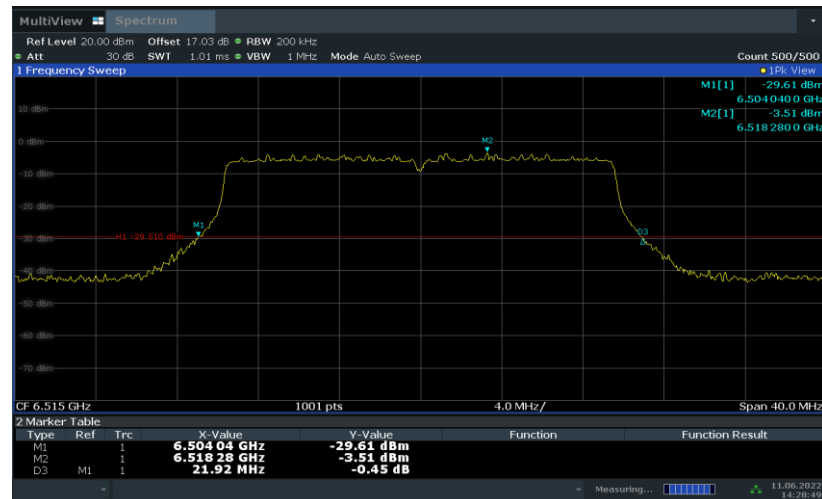 MultiView Spectrum
Ref Level 20.00 dBm Offset 17.03 dB RBW 200 kHz
Att 30 dB SWT 1.01 ms VBW 1 MHz Mode Auto Sweep Count 500/500
1 Frequency Sweep 1Pk View
M1[1] -29.61 dBm
6.504 040 0 GHz
M2[1] -3.51 dBm
6.518 280 0 GHz
10 dBm
0 dBm
M2
-10 dBm
-20 dBm
M1
H1 -29.510 dBm
D3
-30 dBm
-40 dBm
-50 dBm
-60 dBm
-70 dBm
CF 6.515 GHz 1001 pts 4.0 MHz/ Span 40.0 MHz
2 Marker Table
Type Ref Trc X-Value Y-Value Function Function Result
M1 1 6.504 04 GHz -29.61 dBm
M2 1 6.518 28 GHz -3.51 dBm
D3 M1 1 21.92 MHz -0.45 dB
Measuring... 11.06.2022
14:28:49